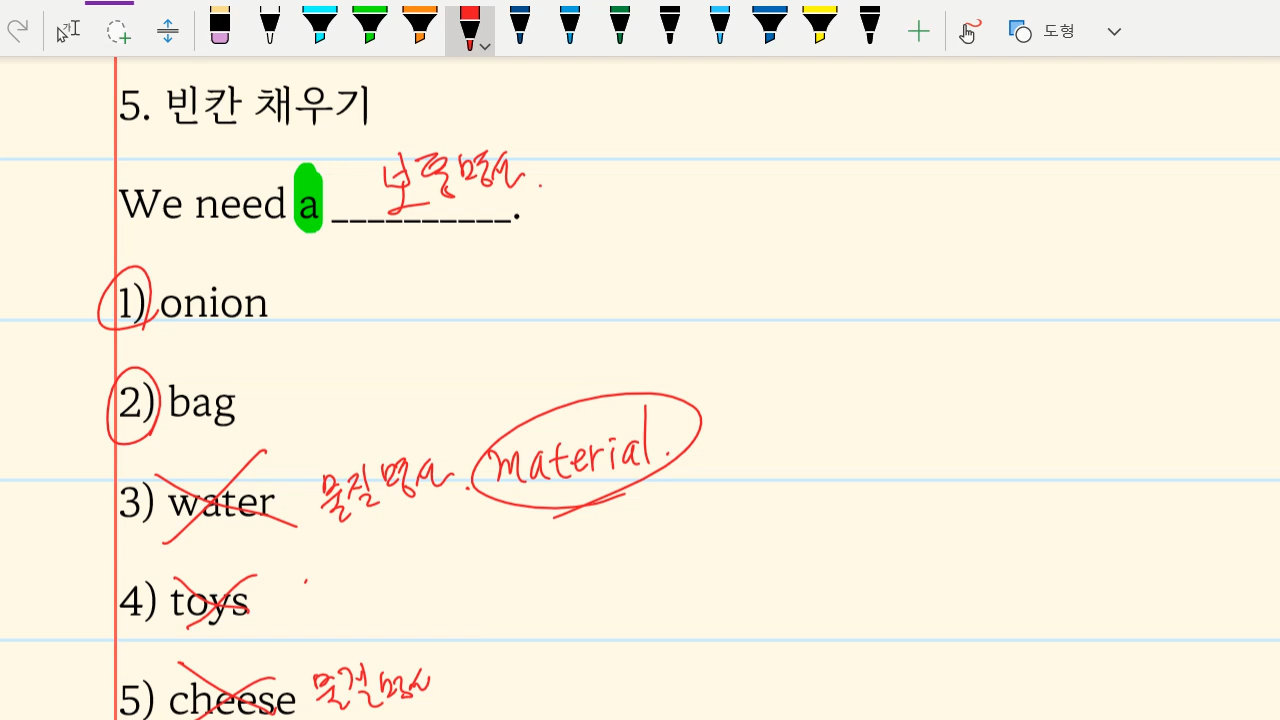 도형
5. 빈칸 채우기
보통명사.
We need a __________.
1) onion
2) bag
3) water 물질명사. material.
4) toys
5) cheese 물질명사